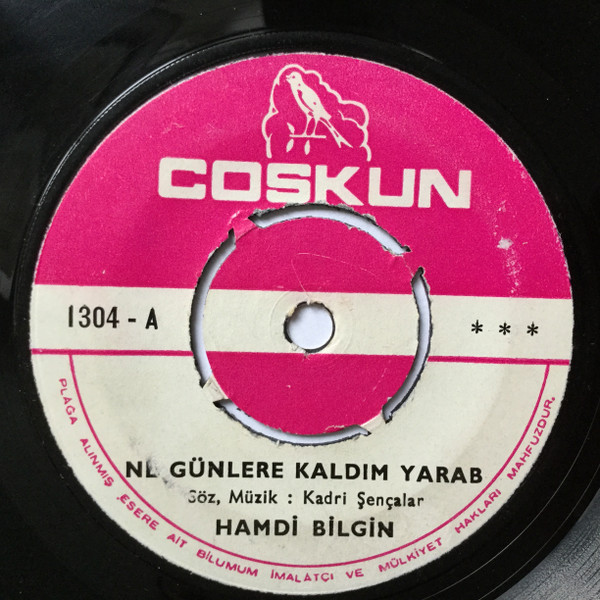 COSKUN
1304 - A
* * *
NE GÜNLERE KALDIM YARAB
Söz, Müzik : Kadri Şençalar
HAMDİ BİLGİN
PLÂĞA ALINMIŞ ESERE AİT BİLUMUM İMALATÇI VE MÜLKİYET HAKLARI MAHFUZDUR.